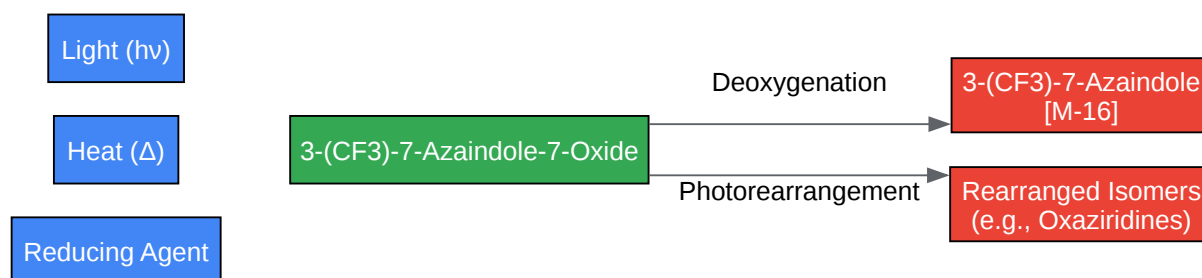 Light (hν)
Heat (Δ)
Reducing Agent
3-(CF3)-7-Azaindole-7-Oxide
Deoxygenation
Photorearrangement
3-(CF3)-7-Azaindole
[M-16]
Rearranged Isomers
(e.g., Oxaziridines)